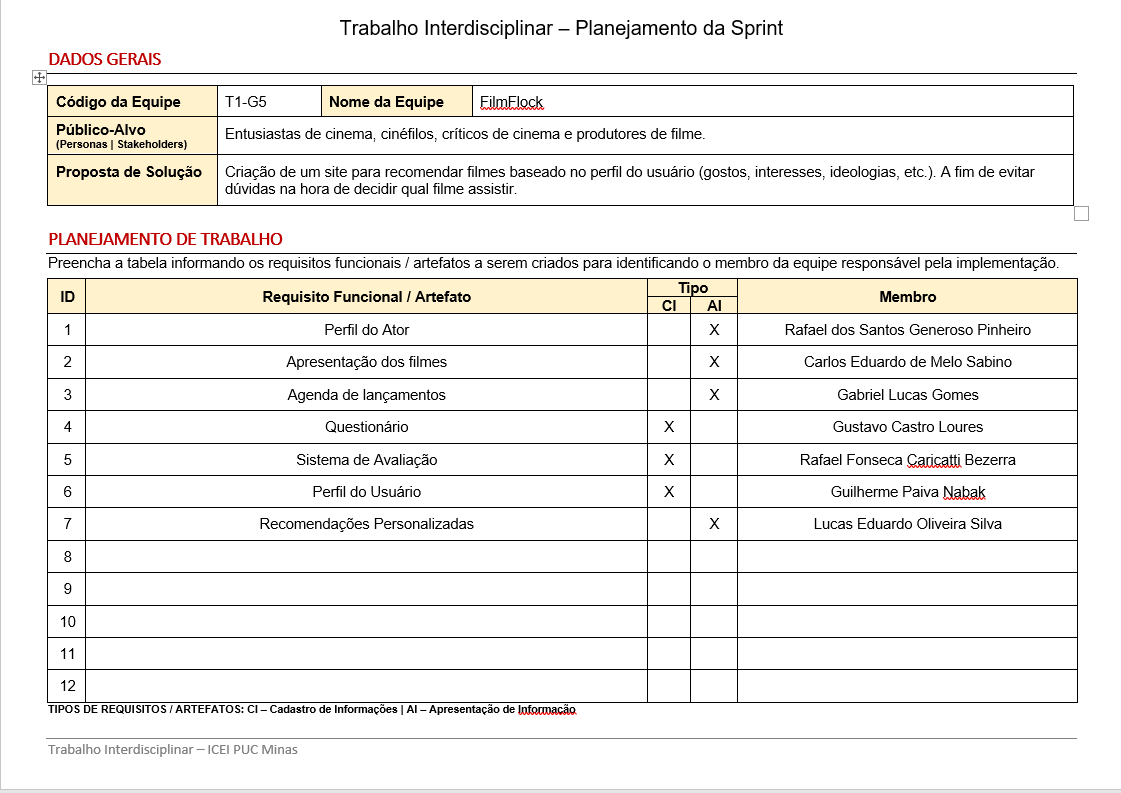 Trabalho Interdisciplinar – Planejamento da Sprint
DADOS GERAIS
Código da Equipe T1-G5 Nome da Equipe FilmFlock
Público-Alvo
(Personas | Stakeholders)
Entusiastas de cinema, cinéfilos, críticos de cinema e produtores de filme.
Proposta de Solução
Criação de um site para recomendar filmes baseado no perfil do usuário (gostos, interesses, ideologias, etc.). A fim de evitar
dúvidas na hora de decidir qual filme assistir.
PLANEJAMENTO DE TRABALHO
Preencha a tabela informando os requisitos funcionais / artefatos a serem criados para identificando o membro da equipe responsável pela implementação.
ID Requisito Funcional / Artefato Tipo Membro
CI AI
1 Perfil do Ator X Rafael dos Santos Generoso Pinheiro
2 Apresentação dos filmes X Carlos Eduardo de Melo Sabino
3 Agenda de lançamentos X Gabriel Lucas Gomes
4 Questionário X Gustavo Castro Loures
5 Sistema de Avaliação X Rafael Fonseca Caricatti Bezerra
6 Perfil do Usuário X Guilherme Paiva Nabak
7 Recomendações Personalizadas X Lucas Eduardo Oliveira Silva
8
9
10
11
12
TIPOS DE REQUISITOS / ARTEFATOS: CI – Cadastro de Informações | AI – Apresentação de Informação
Trabalho Interdisciplinar – ICEI PUC Minas